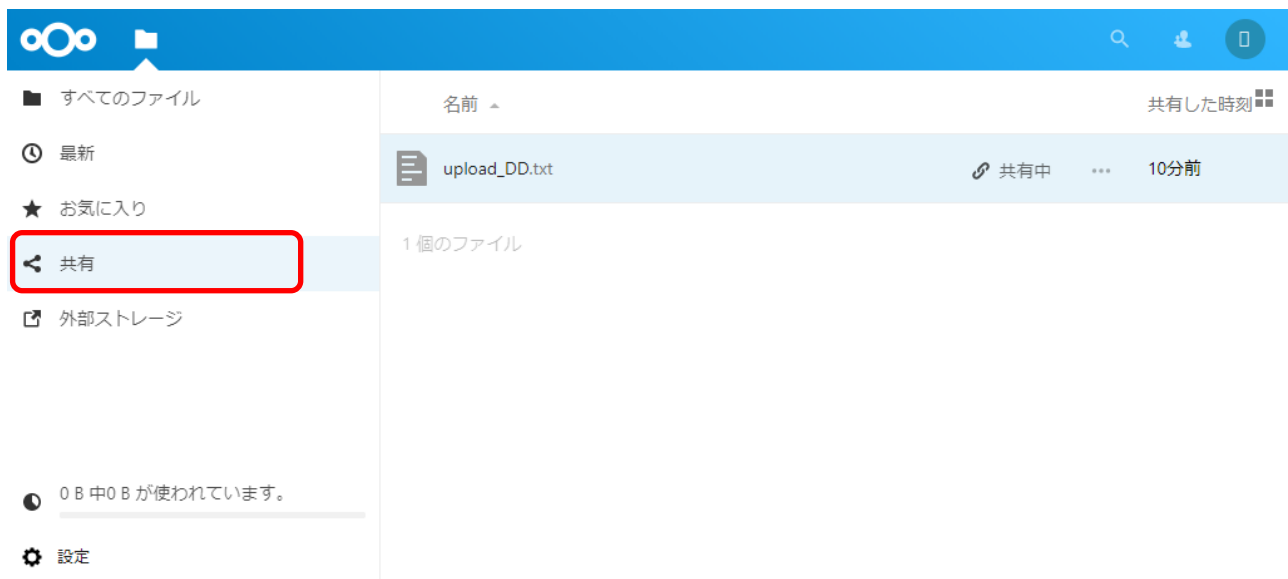 すべてのファイル
最新
お気に入り
共有
外部ストレージ
0 B 中0 B が使われています。
設定
名前
共有した時刻
upload_DD.txt
共有中
10分前
1 個のファイル